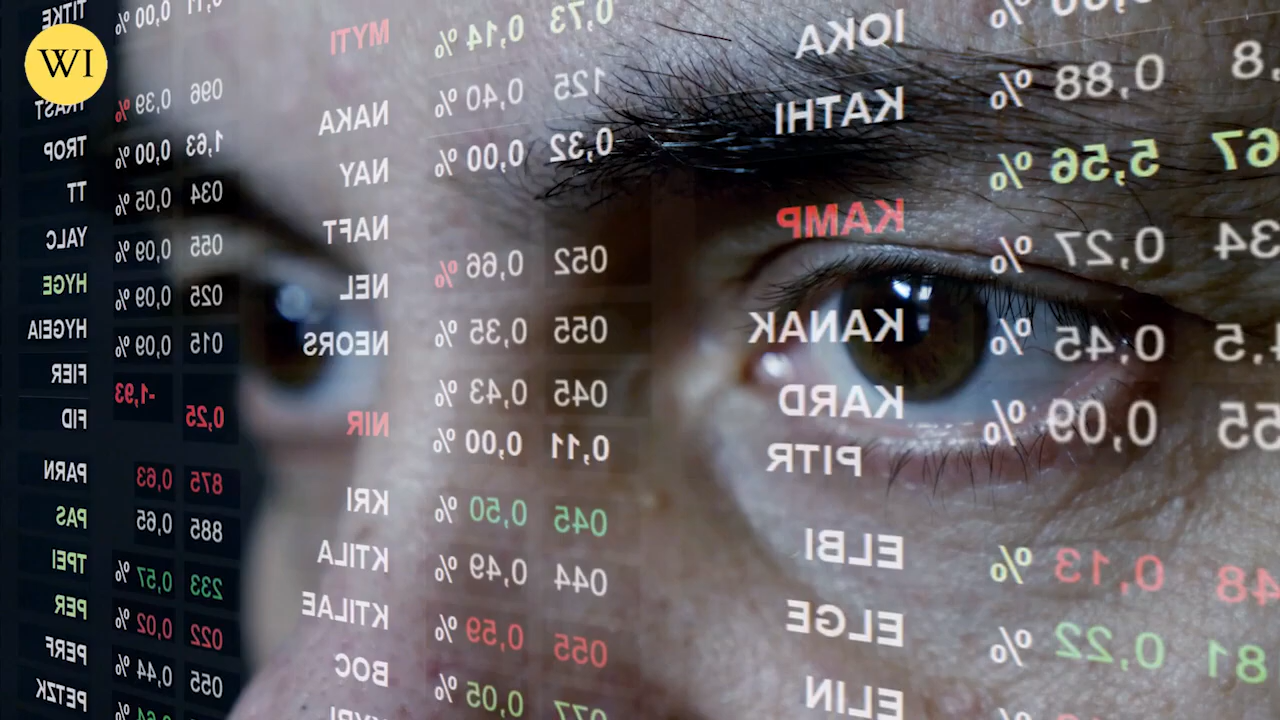 WI
TROP 0,00 % 1,63
TT 0,05 % 034
YALC 0,09 % 055
HYGE 0,09 % 025
HYGEIA 0,09 % 015
FIER -1,93
FID 0,25
PARN 0,63 875
PAS 0,65 885
TPEI 0,57 % 233
PER 0,02 % 022
PERF 0,44 % 055
PETZK
MYTI 0,14 % 0,73
NAKA 0,40 % 125
NAY 0,00 % 0,32
NAFT
NEL 0,66 % 052
NEORS 0,35 % 055
0,43 % 045
NIR 0,00 % 0,11
KRI 0,50 % 045
KTILA 0,49 % 044
KTILAE 0,59 % 055
BOC 0,05 % 077
IOKA
KATHI 0,88 %
5,56 % 67
KAMP 0,27 % 34
KANAK 0,45 %
KARD 0,09 % 55
PITR
ELBI 0,13 % 48
ELGE 0,22 % 81
ELIN